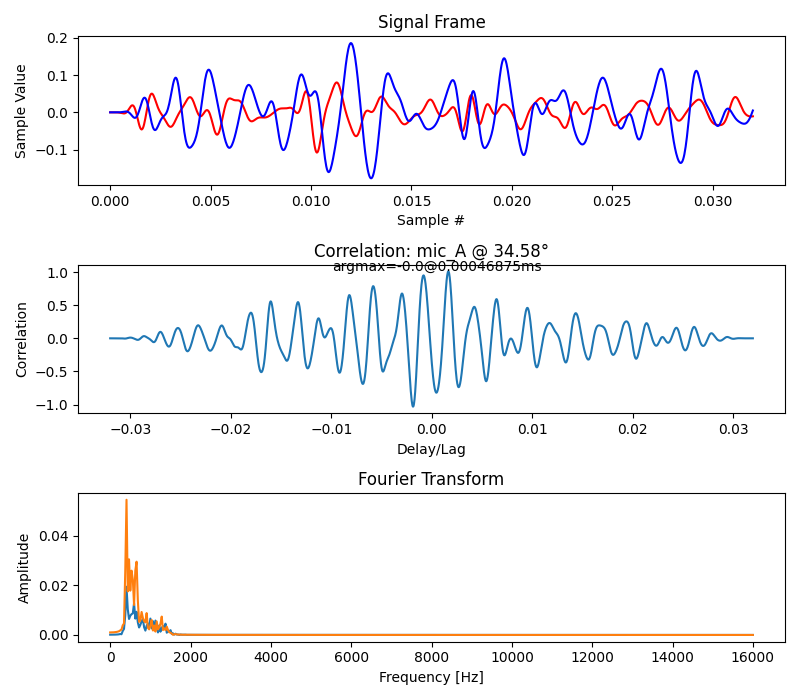 Signal Frame
Sample Value
0.2
0.1
0.0
−0.1
0.000 0.005 0.010 0.015 0.020 0.025 0.030
Sample #
Correlation: mic_A @ 34.58°
argmax=-0.0@0.00046875ms
Correlation
1.0
0.5
0.0
−0.5
−1.0
−0.03 −0.02 −0.01 0.00 0.01 0.02 0.03
Delay/Lag
Fourier Transform
Amplitude
0.04
0.02
0.00
0 2000 4000 6000 8000 10000 12000 14000 16000
Frequency [Hz]